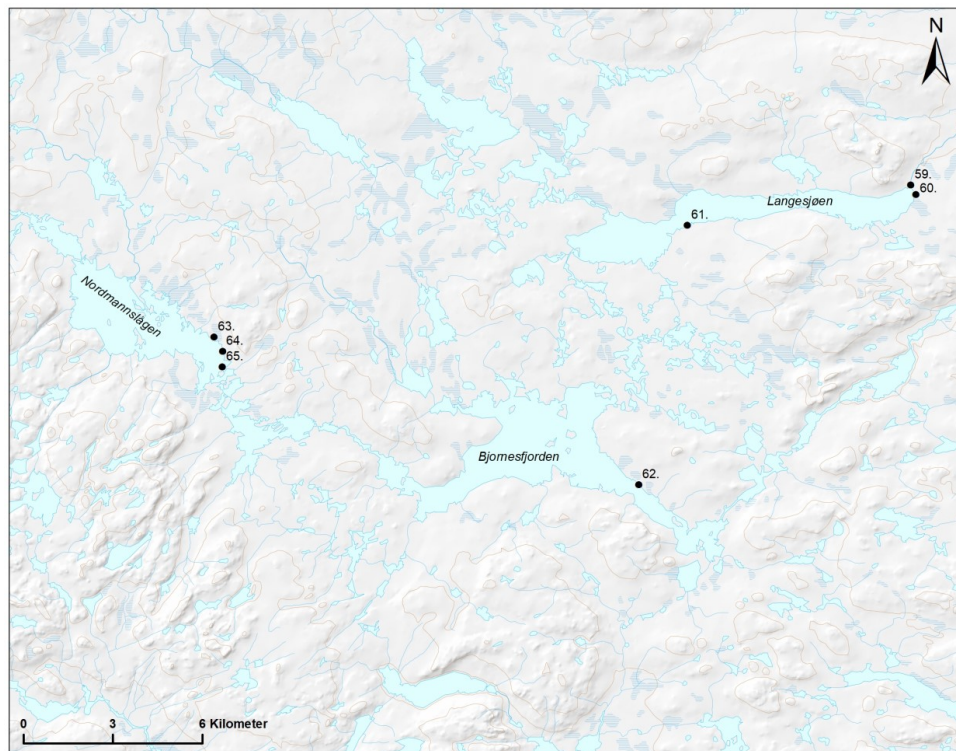 N
59.
60.
Langesjøen
61.
Nordmannslågen
63.
64.
65.
Bjornesfjorden
62.
0 3 6 Kilometer